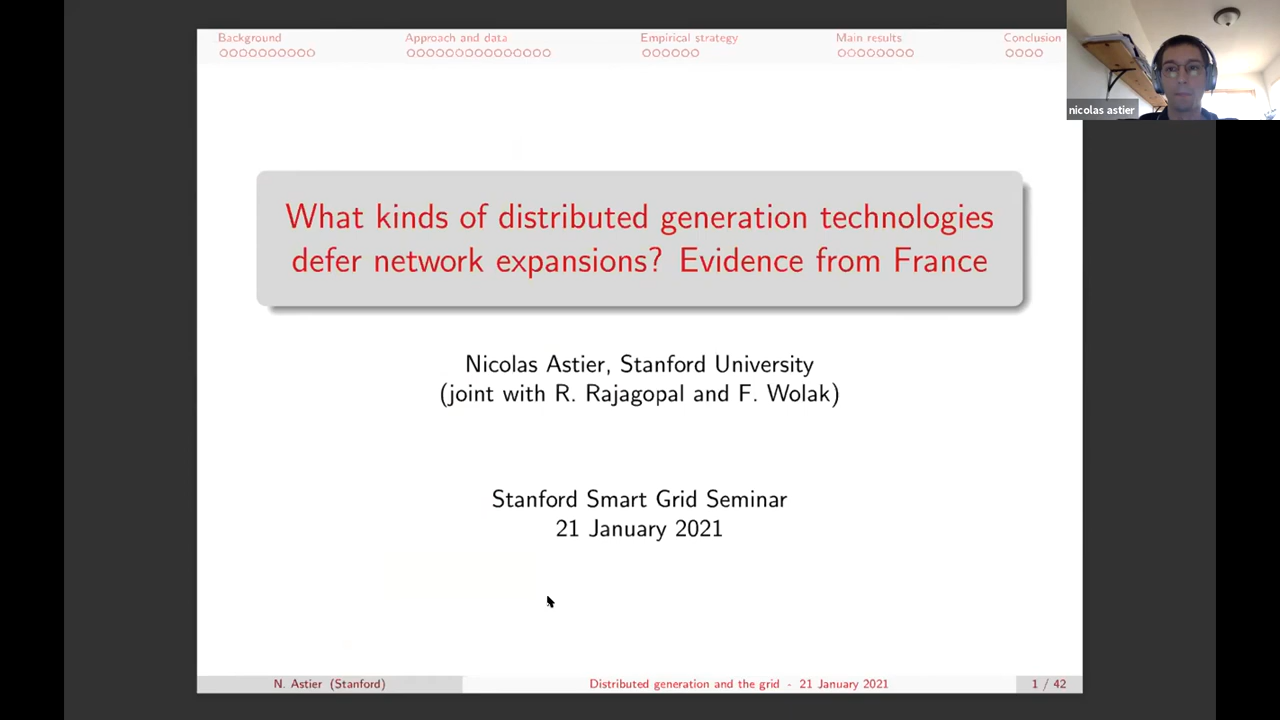 Background Approach and data Empirical strategy Main results Conclusion
nicolas astier
What kinds of distributed generation technologies
defer network expansions? Evidence from France
Nicolas Astier, Stanford University
(joint with R. Rajagopal and F. Wolak)
Stanford Smart Grid Seminar
21 January 2021
N. Astier (Stanford) Distributed generation and the grid - 21 January 2021 1 / 42